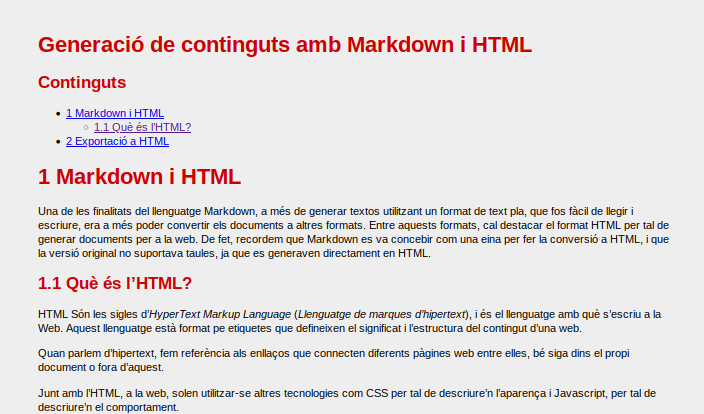 Generació de continguts amb Markdown i HTML
Continguts
1 Markdown i HTML
1.1 Què és l'HTML?
2 Exportació a HTML
1 Markdown i HTML
Una de les finalitats del llenguatge Markdown, a més de generar textos utilitzant un format de text pla, que fos fàcil de llegir i
escriure, era a més poder convertir els documents a altres formats. Entre aquests formats, cal destacar el format HTML per tal de
generar documents per a la web. De fet, recordem que Markdown es va concebir com una eina per fer la conversió a HTML, i que
la versió original no suportava taules, ja que es generaven directament en HTML.
1.1 Què és l’HTML?
HTML Són les sigles d’HyperText Markup Language (Llenguatge de marques d’hipertext), i és el llenguatge amb què s’escriu a la
Web. Aquest llenguatge està format pe etiquetes que defineixen el significat i l’estructura del contingut d’una web.
Quan parlem d’hipertext, fem referència als enllaços que connecten diferents pàgines web entre elles, bé siga dins el propi
document o fora d’aquest.
Junt amb l’HTML, a la web, solen utilitzar-se altres tecnologies com CSS per tal de descriure’n l’aparença i Javascript, per tal de
descriure’n el comportament.